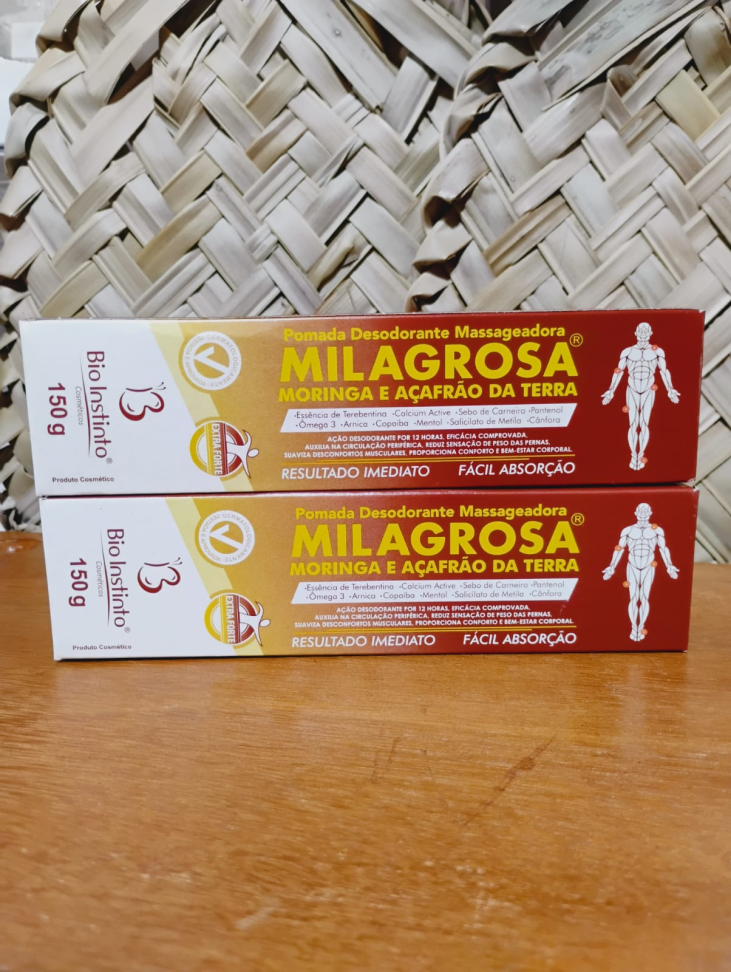 Pomada Desodorante Massageadora
MILAGROSA®
MORINGA E AÇAFRÃO DA TERRA
•Essência de Terebentina •Calcium Active •Sebo de Carneiro •Pantenol
•Ômega 3 •Arnica •Copaíba •Mentol •Salicilato de Metila •Cânfora
AÇÃO DESODORANTE POR 12 HORAS. EFICÁCIA COMPROVADA.
AUXILIA NA CIRCULAÇÃO PERIFÉRICA, REDUZ SENSAÇÃO DE PESO DAS PERNAS,
SUAVIZA DESCONFORTOS MUSCULARES, PROPORCIONA CONFORTO E BEM-ESTAR CORPORAL.
RESULTADO IMEDIATO FÁCIL ABSORÇÃO
EXTRA FORTE
Bio Instinto®
Cosméticos
150 g
Produto Cosmético
Pomada Desodorante Massageadora
MILAGROSA®
MORINGA E AÇAFRÃO DA TERRA
•Essência de Terebentina •Calcium Active •Sebo de Carneiro •Pantenol
•Ômega 3 •Arnica •Copaíba •Mentol •Salicilato de Metila •Cânfora
AÇÃO DESODORANTE POR 12 HORAS. EFICÁCIA COMPROVADA.
AUXILIA NA CIRCULAÇÃO PERIFÉRICA, REDUZ SENSAÇÃO DE PESO DAS PERNAS,
SUAVIZA DESCONFORTOS MUSCULARES, PROPORCIONA CONFORTO E BEM-ESTAR CORPORAL.
RESULTADO IMEDIATO FÁCIL ABSORÇÃO
EXTRA FORTE
Bio Instinto®
Cosméticos
150 g
Produto Cosmético